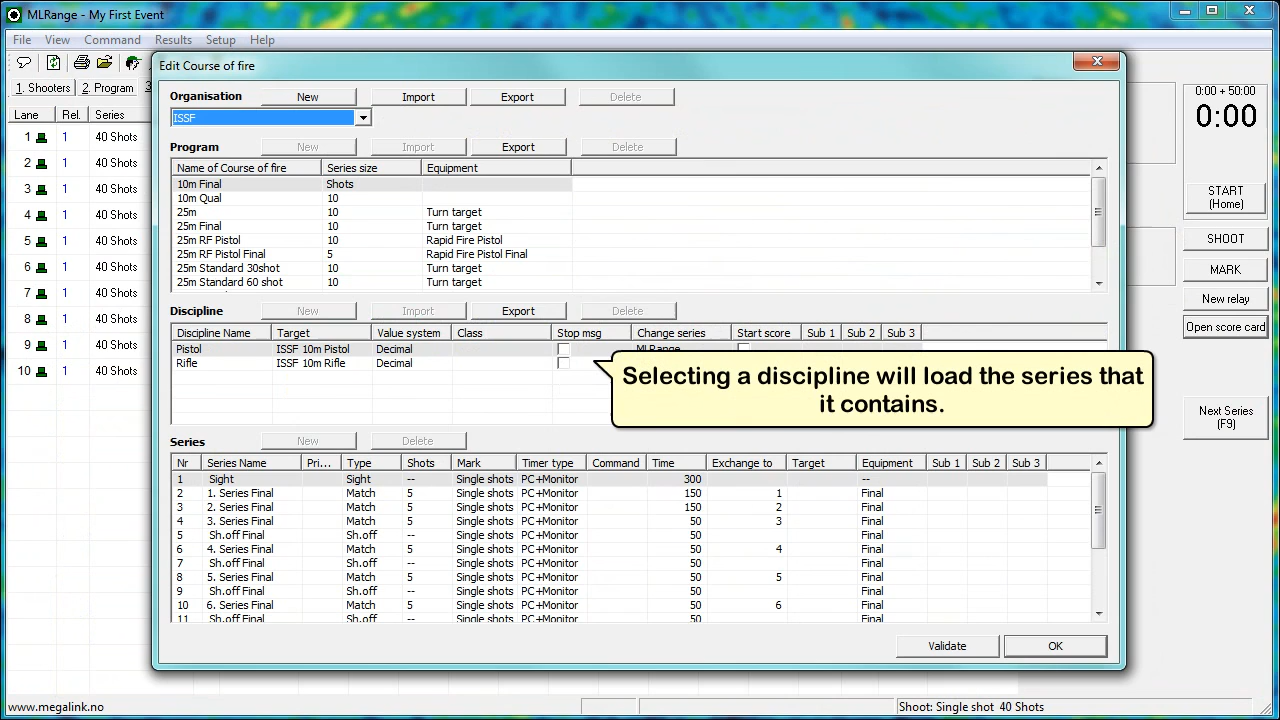 MLRange - My First Event
File View Command Results Setup Help
1. Shooters 2. Program 3
Lane Rel. Series
1 1 40 Shots
2 1 40 Shots
3 1 40 Shots
4 1 40 Shots
5 1 40 Shots
6 1 40 Shots
7 1 40 Shots
8 1 40 Shots
9 1 40 Shots
10 1 40 Shots
Edit Course of fire
Organisation New Import Export Delete
ISSF
Program New Import Export Delete
Name of Course of fire Series size Equipment
10m Final Shots
10m Qual 10
25m 10 Turn target
25m Final 10 Turn target
25m RF Pistol 10 Rapid Fire Pistol
25m RF Pistol Final 5 Rapid Fire Pistol Final
25m Standard 30shot 10 Turn target
25m Standard 60 shot 10 Turn target
Discipline New Import Export Delete
Discipline Name Target Value system Class Stop msg Change series Start score Sub 1 Sub 2 Sub 3
Pistol ISSF 10m Pistol Decimal MLRange
Rifle ISSF 10m Rifle Decimal
Selecting a discipline will load the series that
it contains.
Series New Delete
Nr Series Name Pri... Type Shots Mark Timer type Command Time Exchange to Target Equipment Sub 1 Sub 2 Sub 3
1 Sight Sight -- Single shots PC+Monitor 300 --
2 1. Series Final Match 5 Single shots PC+Monitor 150 1 Final
3 2. Series Final Match 5 Single shots PC+Monitor 150 2 Final
4 3. Series Final Match 5 Single shots PC+Monitor 50 3 Final
5 Sh.off Final Sh.off -- Single shots PC+Monitor 50 Final
6 4. Series Final Match 5 Single shots PC+Monitor 50 4 Final
7 Sh.off Final Sh.off -- Single shots PC+Monitor 50 Final
8 5. Series Final Match 5 Single shots PC+Monitor 50 5 Final
9 Sh.off Final Sh.off -- Single shots PC+Monitor 50 Final
10 6. Series Final Match 5 Single shots PC+Monitor 50 6 Final
11 Sh.off Final Sh.off -- Single shots PC+Monitor 50 Final
Validate OK
0:00 + 50:00
0:00
START
(Home)
SHOOT
MARK
New relay
Open score card
Next Series
(F9)
www.megalink.no Shoot: Single shot 40 Shots